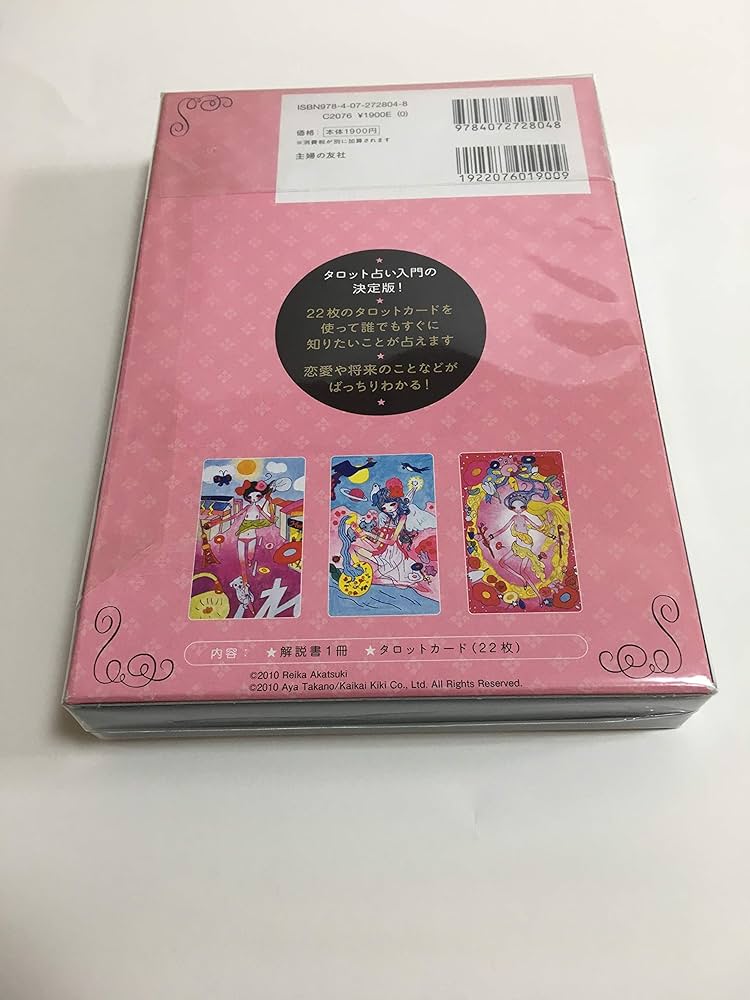 ISBN978-4-07-272804-8
C2076 ¥1900E (0)
価格：本体1900円
※消費税が別に加算されます
主婦の友社
9784072728048
1922076019009
★
タロット占い入門の
決定版！
★
22枚のタロットカードを
使って誰でもすぐに
知りたいことが占えます
★
恋愛や将来のことなどが
ばっちりわかる！
★
内容： ★解説書1冊 ★タロットカード（22枚）
©2010 Reika Akatsuki
©2010 Aya Takano/Kaikai Kiki Co., Ltd. All Rights Reserved.